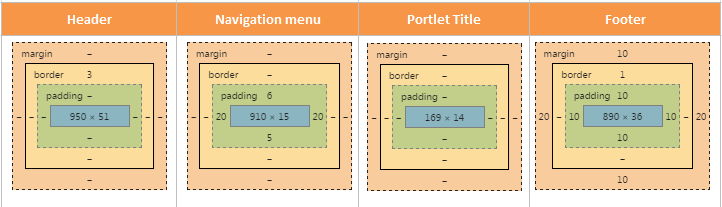 Header Navigation menu Portlet Title Footer
margin – margin – margin – margin 10
border 3 border – border – border 1
padding – padding 6 padding – padding 10
– – – 950 × 51 – – – – – 20 910 × 15 20 – – – – – 169 × 14 – – – 20 – 10 890 × 36 10 – 20
– 5 – 10
– – – –
– – – 10